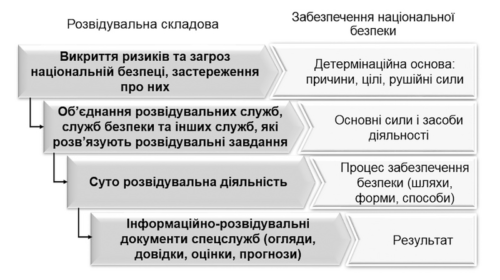 Розвідувальна складова
Забезпечення національної
безпеки
Викриття ризиків та загроз
національній безпеці, застереження
про них
Детермінаційна основа:
причини, цілі, рушійні сили
Об’єднання розвідувальних служб,
служб безпеки та інших служб, які
розв’язують розвідувальні завдання
Основні сили і засоби
діяльності
Суто розвідувальна діяльність
Процес забезпечення
безпеки (шляхи,
форми, способи)
Інформаційно-розвідувальні
документи спецслужб (огляди,
довідки, оцінки, прогнози)
Результат